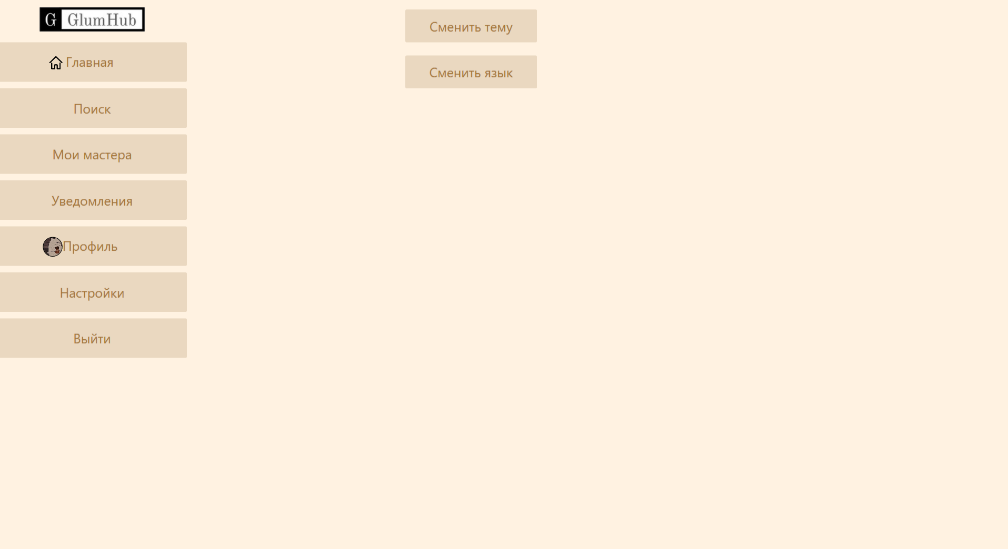 G GlumHub
Главная
Поиск
Мои мастера
Уведомления
Профиль
Настройки
Выйти
Сменить тему
Сменить язык